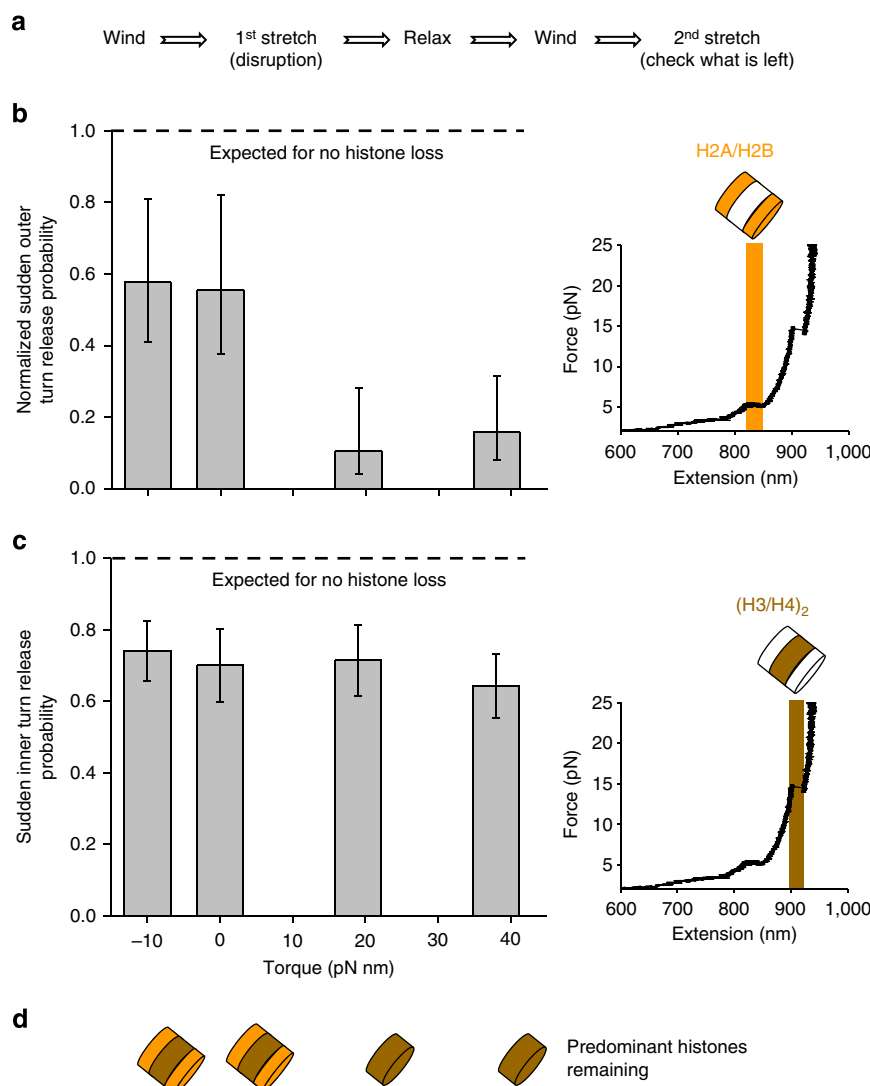 a
Wind 1st stretch Relax Wind 2nd stretch
(disruption) (check what is left)
b
Normalized sudden outer
turn release probability
1.0
0.8
0.6
0.4
0.2
0.0
Expected for no histone loss
H2A/H2B
Force (pN)
25
20
15
10
5
600 700 800 900 1,000
Extension (nm)
c
Sudden inner turn release
probability
1.0
0.8
0.6
0.4
0.2
0.0
Expected for no histone loss
–10 0 10 20 30 40
Torque (pN nm)
(H3/H4)2
Force (pN)
25
20
15
10
5
600 700 800 900 1,000
Extension (nm)
d
Predominant histones
remaining